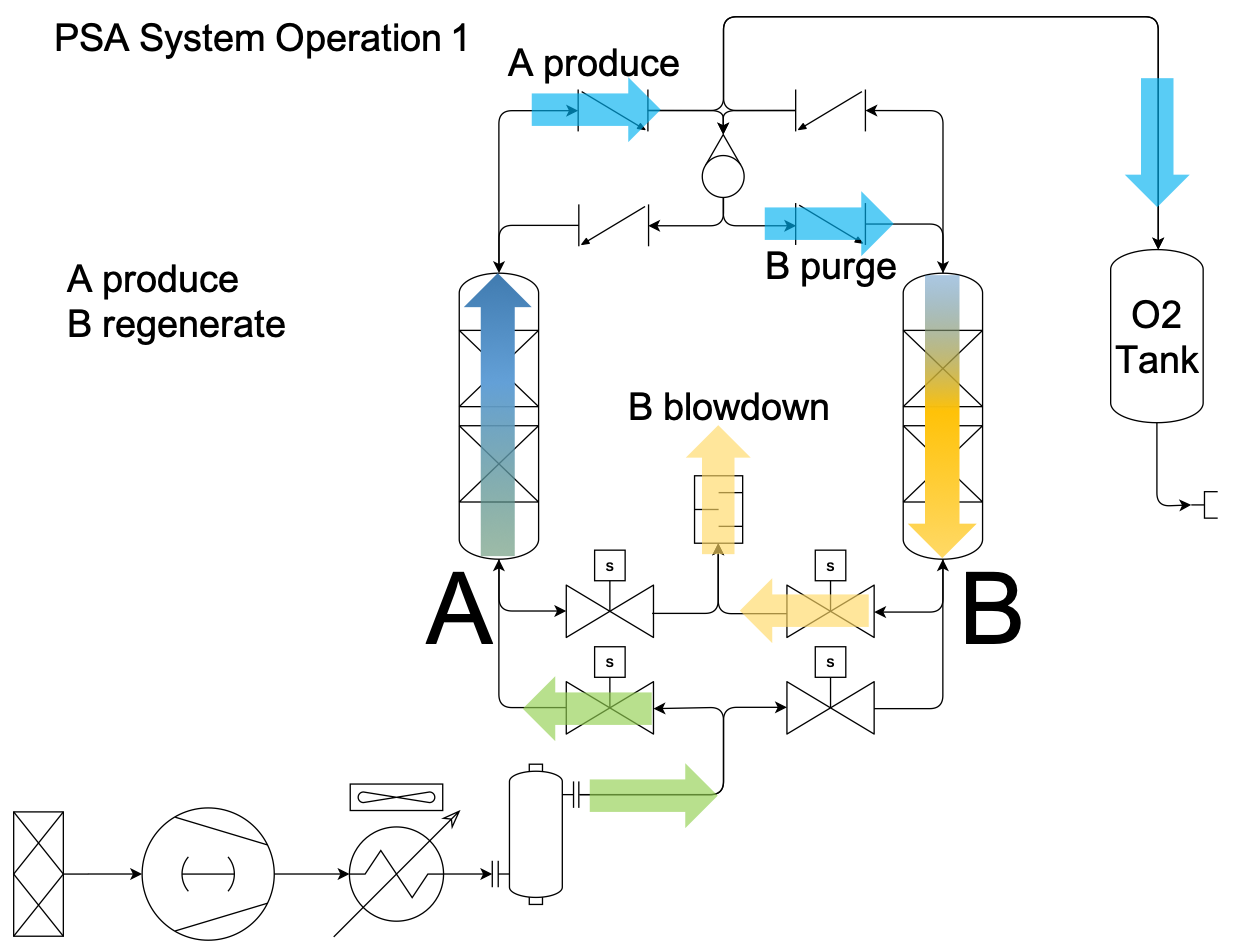 PSA System Operation 1
A produce
A produce
B regenerate
B purge
O2
Tank
B blowdown
S
S
A
B
S
S